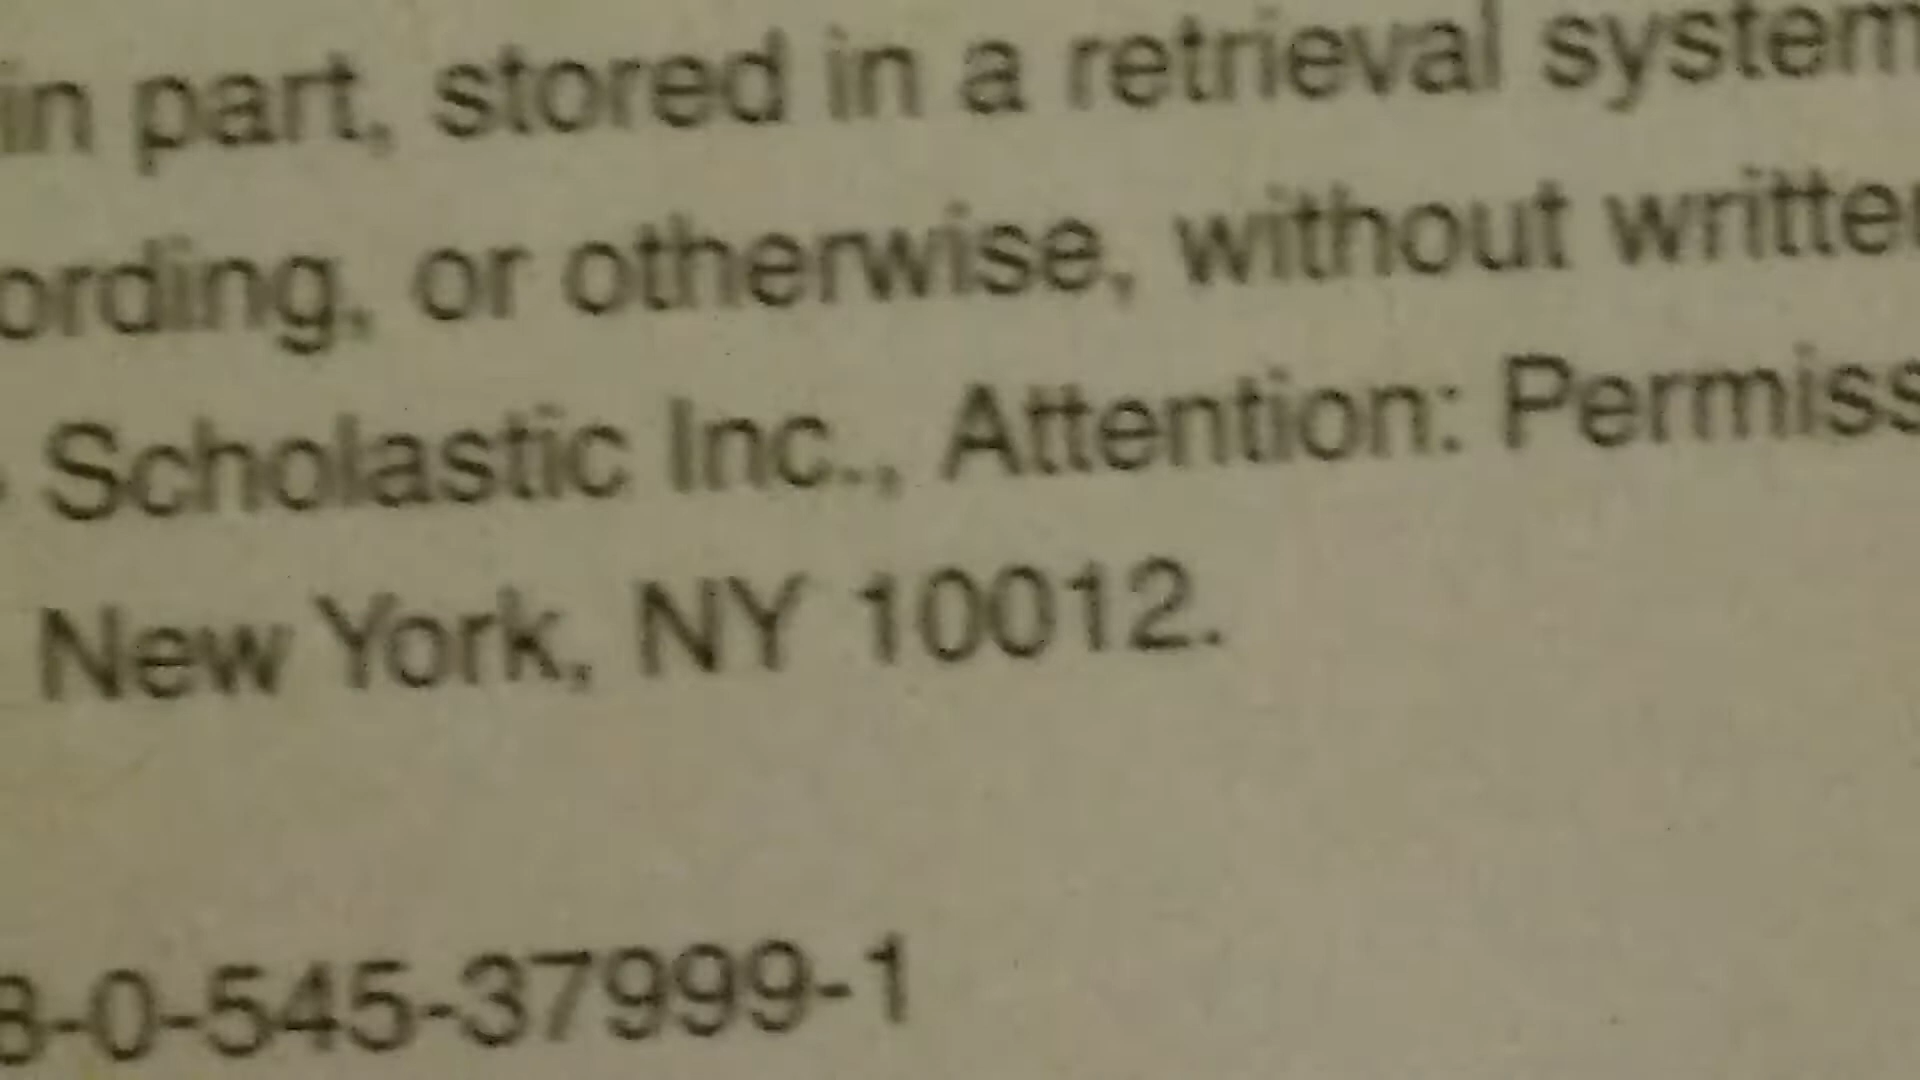 in part, stored in a retrieval system
ording, or otherwise, without written
Scholastic Inc., Attention: Permiss
New York, NY 10012.
8-0-545-37999-1